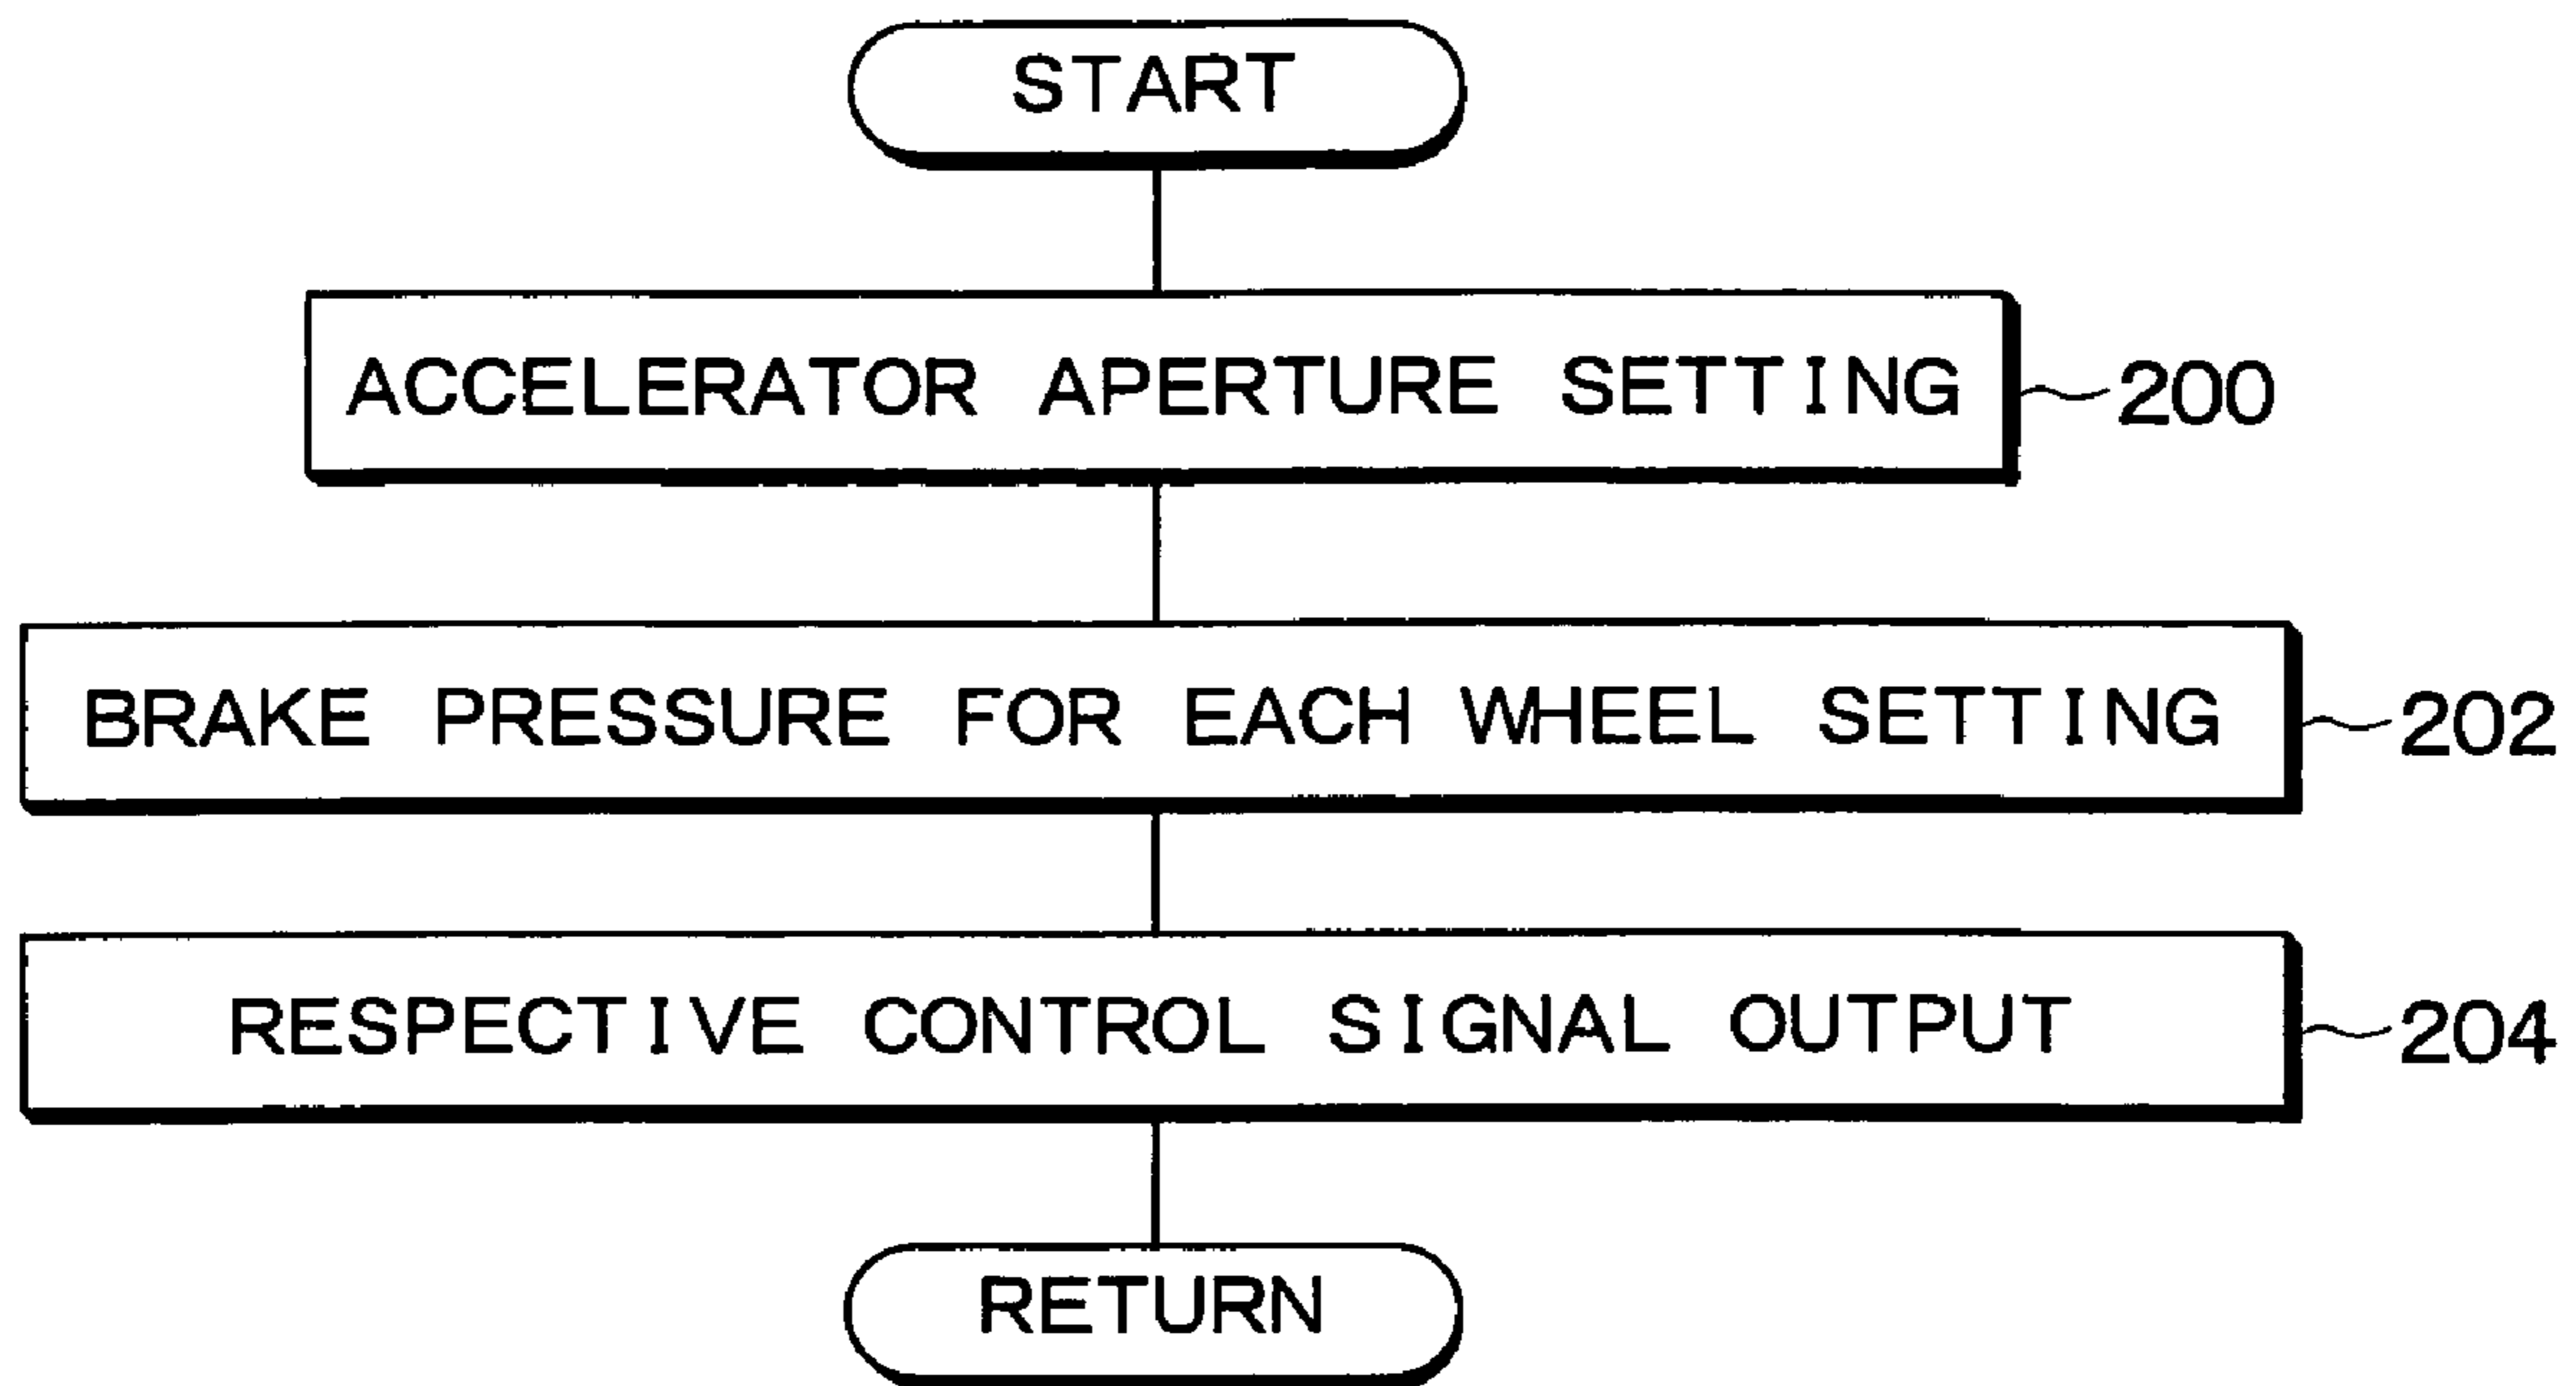 START
ACCELERATOR APERTURE SETTING 200
BRAKE PRESSURE FOR EACH WHEEL SETTING 202
RESPECTIVE CONTROL SIGNAL OUTPUT 204
RETURN